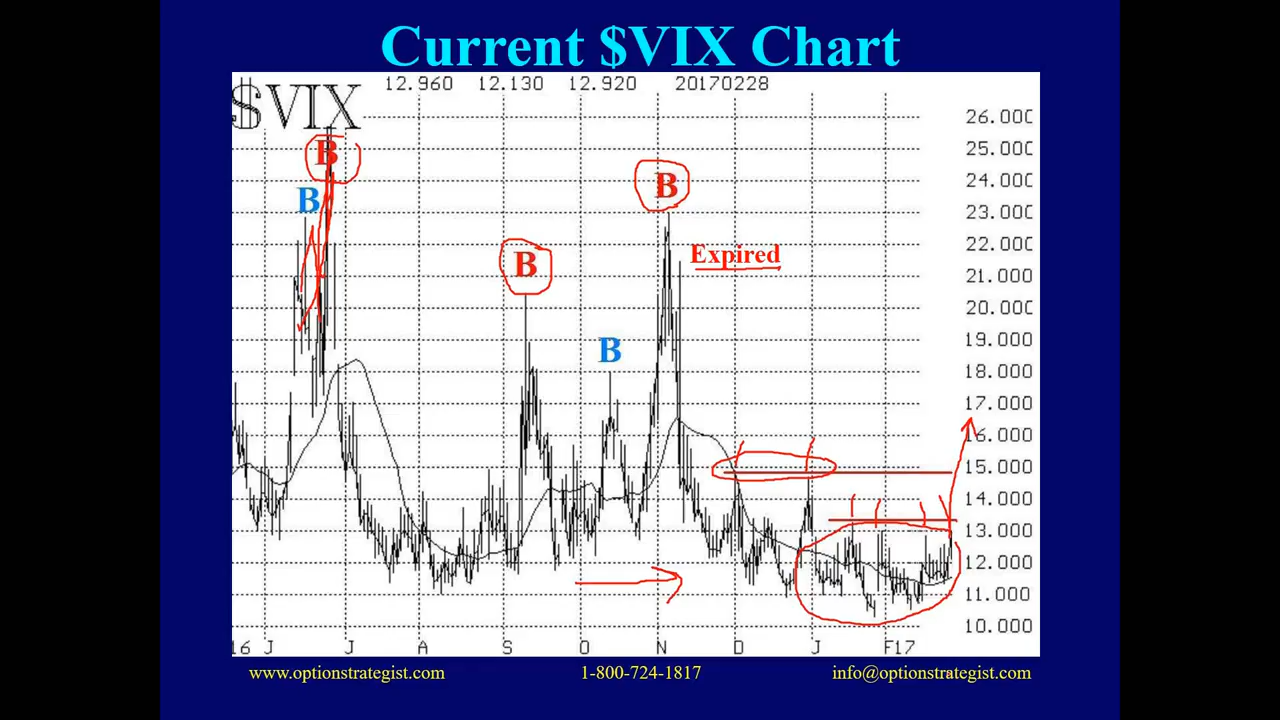 Current $VIX Chart
$VIX 12.960 12.130 12.920 20170228
26.000
25.000
B
24.000
B
B
23.000
22.000
Expired
B
21.000
20.000
19.000
B
18.000
17.000
16.000
15.000
14.000
13.000
12.000
11.000
10.000
16 J J A S O N D J F17
www.optionstrategist.com 1-800-724-1817 info@optionstrategist.com